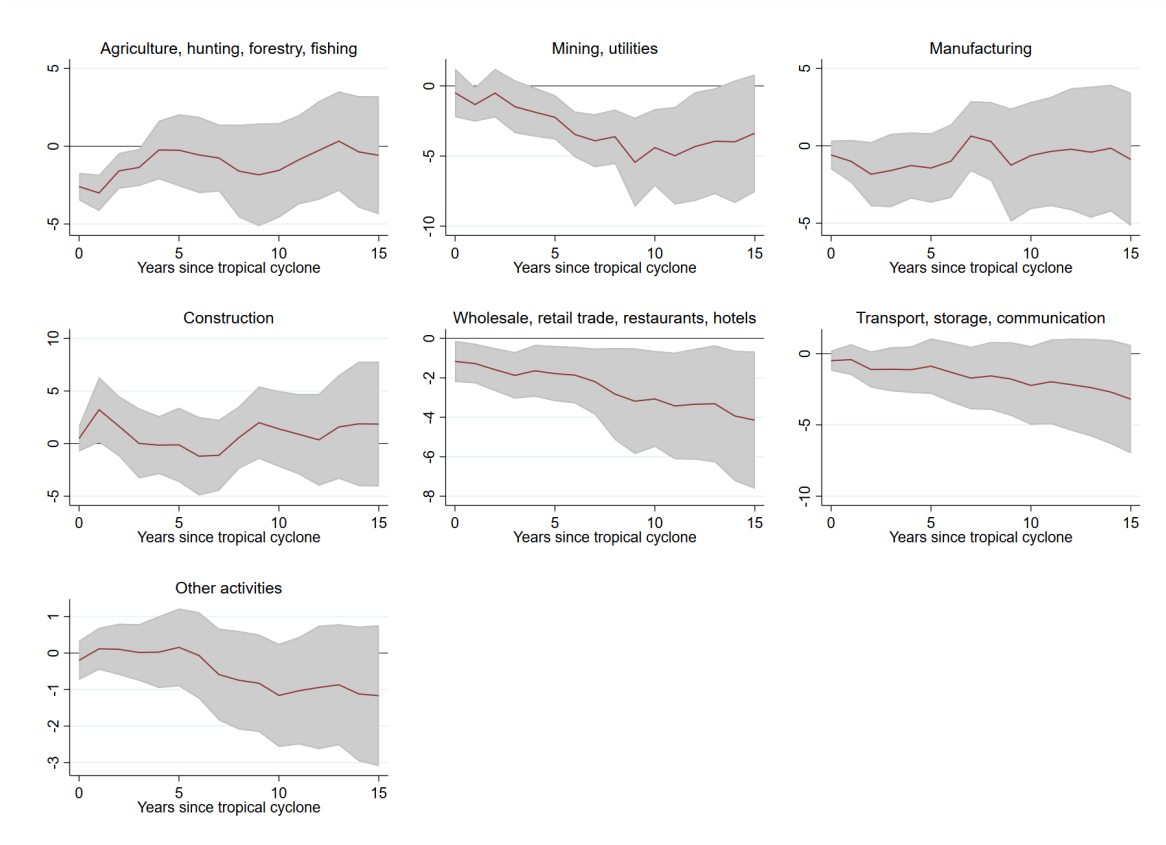 Agriculture, hunting, forestry, fishing
5
0
-5
0 5 10 15
Years since tropical cyclone
Mining, utilities
0
-5
-10
0 5 10 15
Years since tropical cyclone
Manufacturing
5
0
-5
0 5 10 15
Years since tropical cyclone
Construction
10
5
0
-5
0 5 10 15
Years since tropical cyclone
Wholesale, retail trade, restaurants, hotels
0
-2
-4
-6
-8
0 5 10 15
Years since tropical cyclone
Transport, storage, communication
0
-5
-10
0 5 10 15
Years since tropical cyclone
Other activities
1
0
-1
-2
-3
0 5 10 15
Years since tropical cyclone